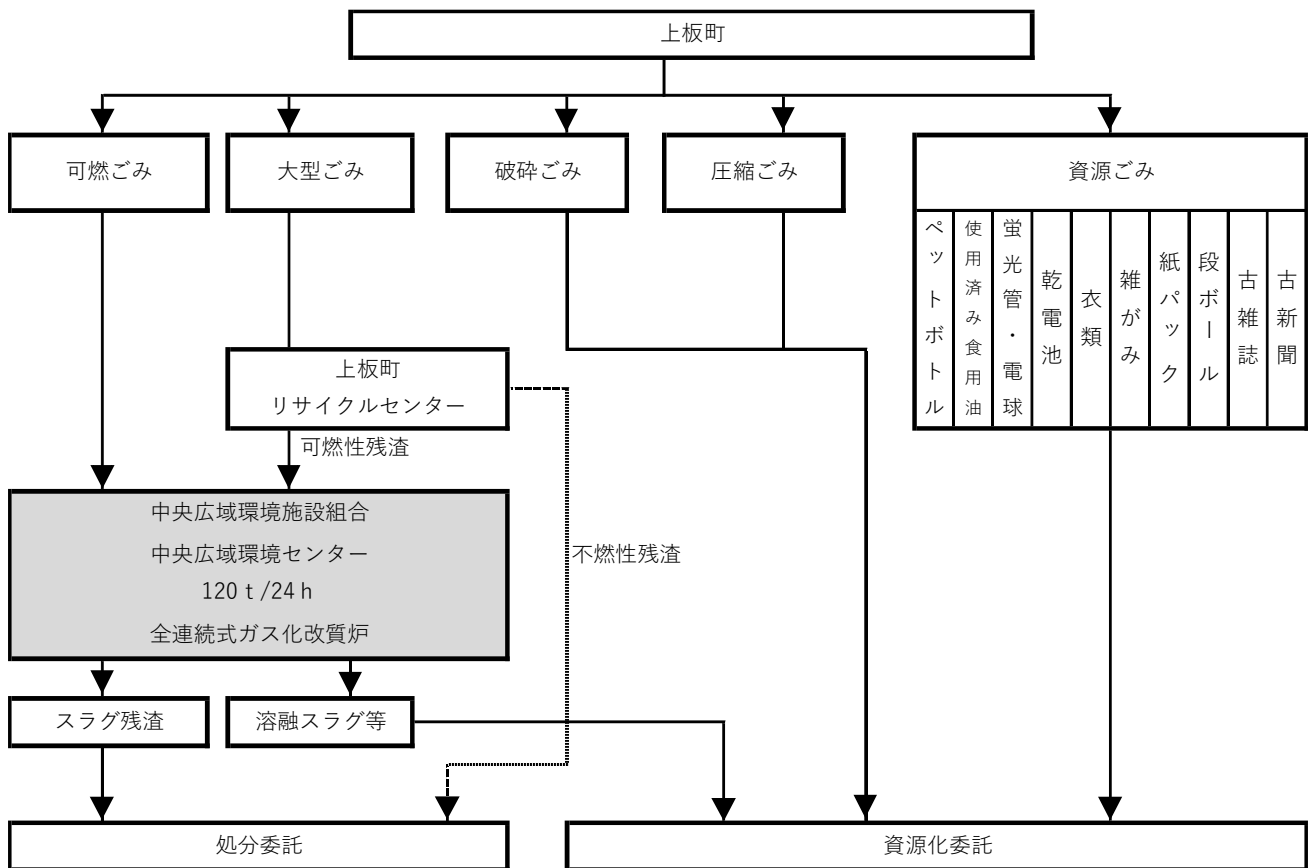 上板町
可燃ごみ
大型ごみ
破砕ごみ
圧縮ごみ
資源ごみ
ペットボトル
使用済み食用油
蛍光管・電球
乾電池
衣類
雑がみ
紙パック
段ボール
古雑誌
古新聞
上板町
リサイクルセンター
可燃性残渣
中央広域環境施設組合
中央広域環境センター
120ｔ/24ｈ
全連続式ガス化改質炉
不燃性残渣
スラグ残渣
溶融スラグ等
処分委託
資源化委託